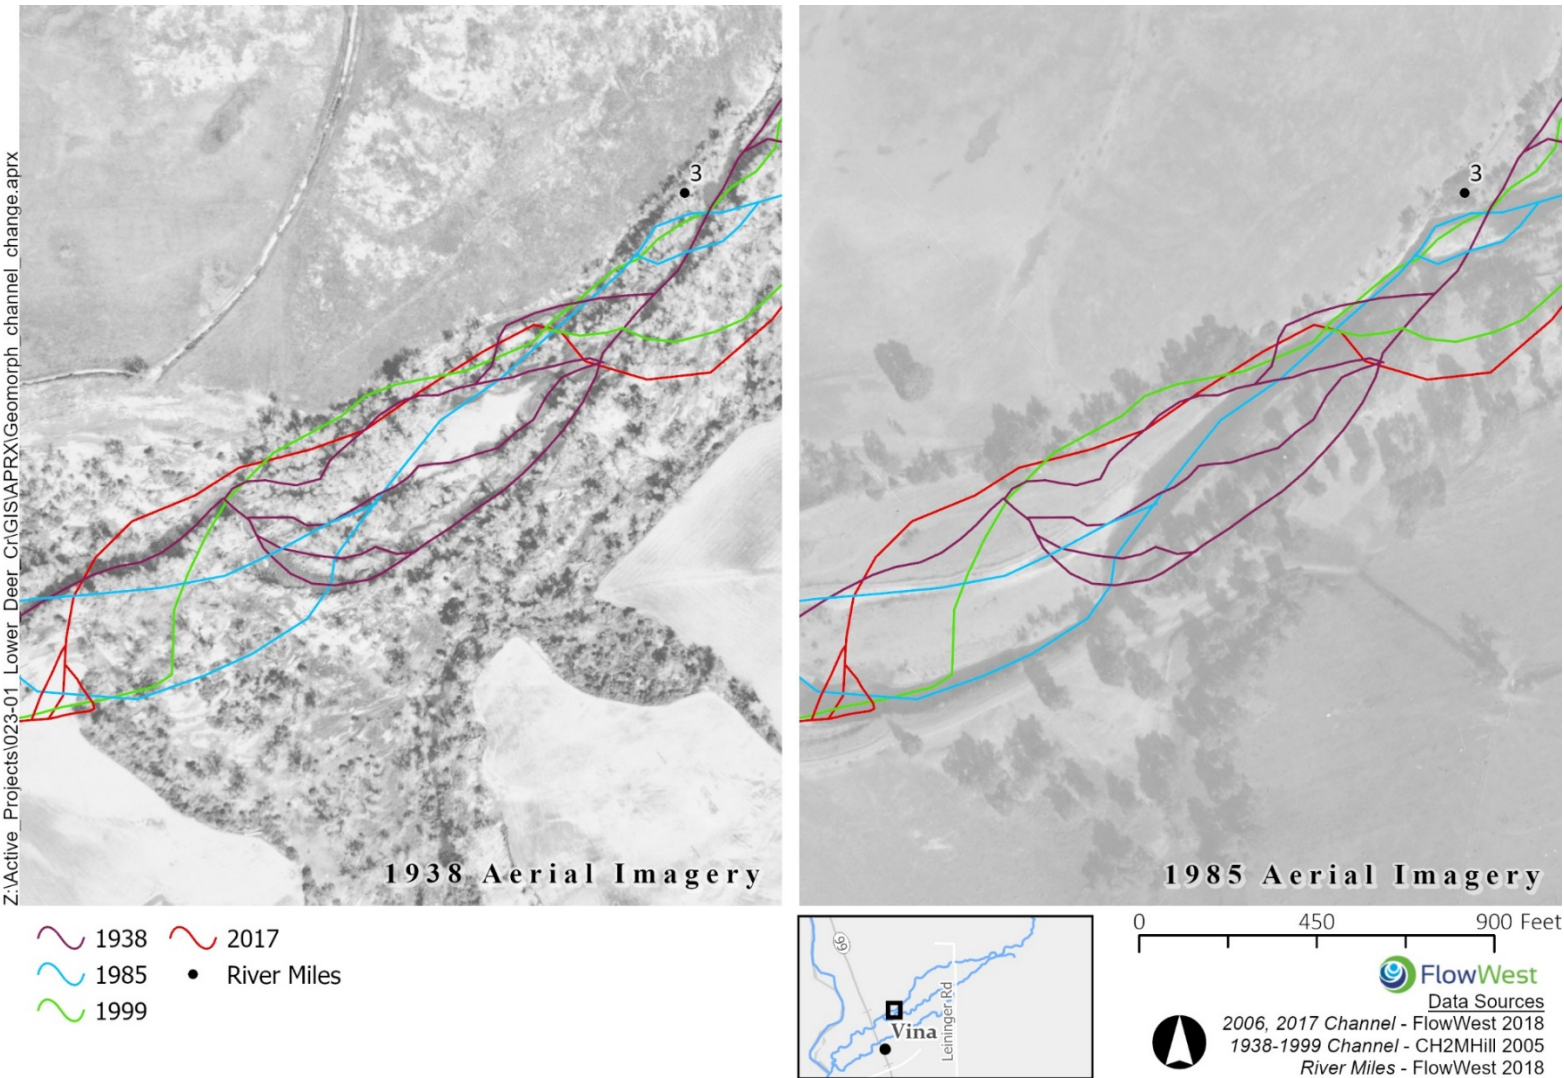 Z:\Active_Projects\023-01_Lower_Deer_Cr\GIS\APRX\Geomorph_channel_change.aprx
3
3
1938 Aerial Imagery
1985 Aerial Imagery
1938
2017
1985
River Miles
1999
99
Leininger Rd
Vina
0 450 900 Feet
FlowWest
Data Sources
2006, 2017 Channel - FlowWest 2018
1938-1999 Channel - CH2MHill 2005
River Miles - FlowWest 2018